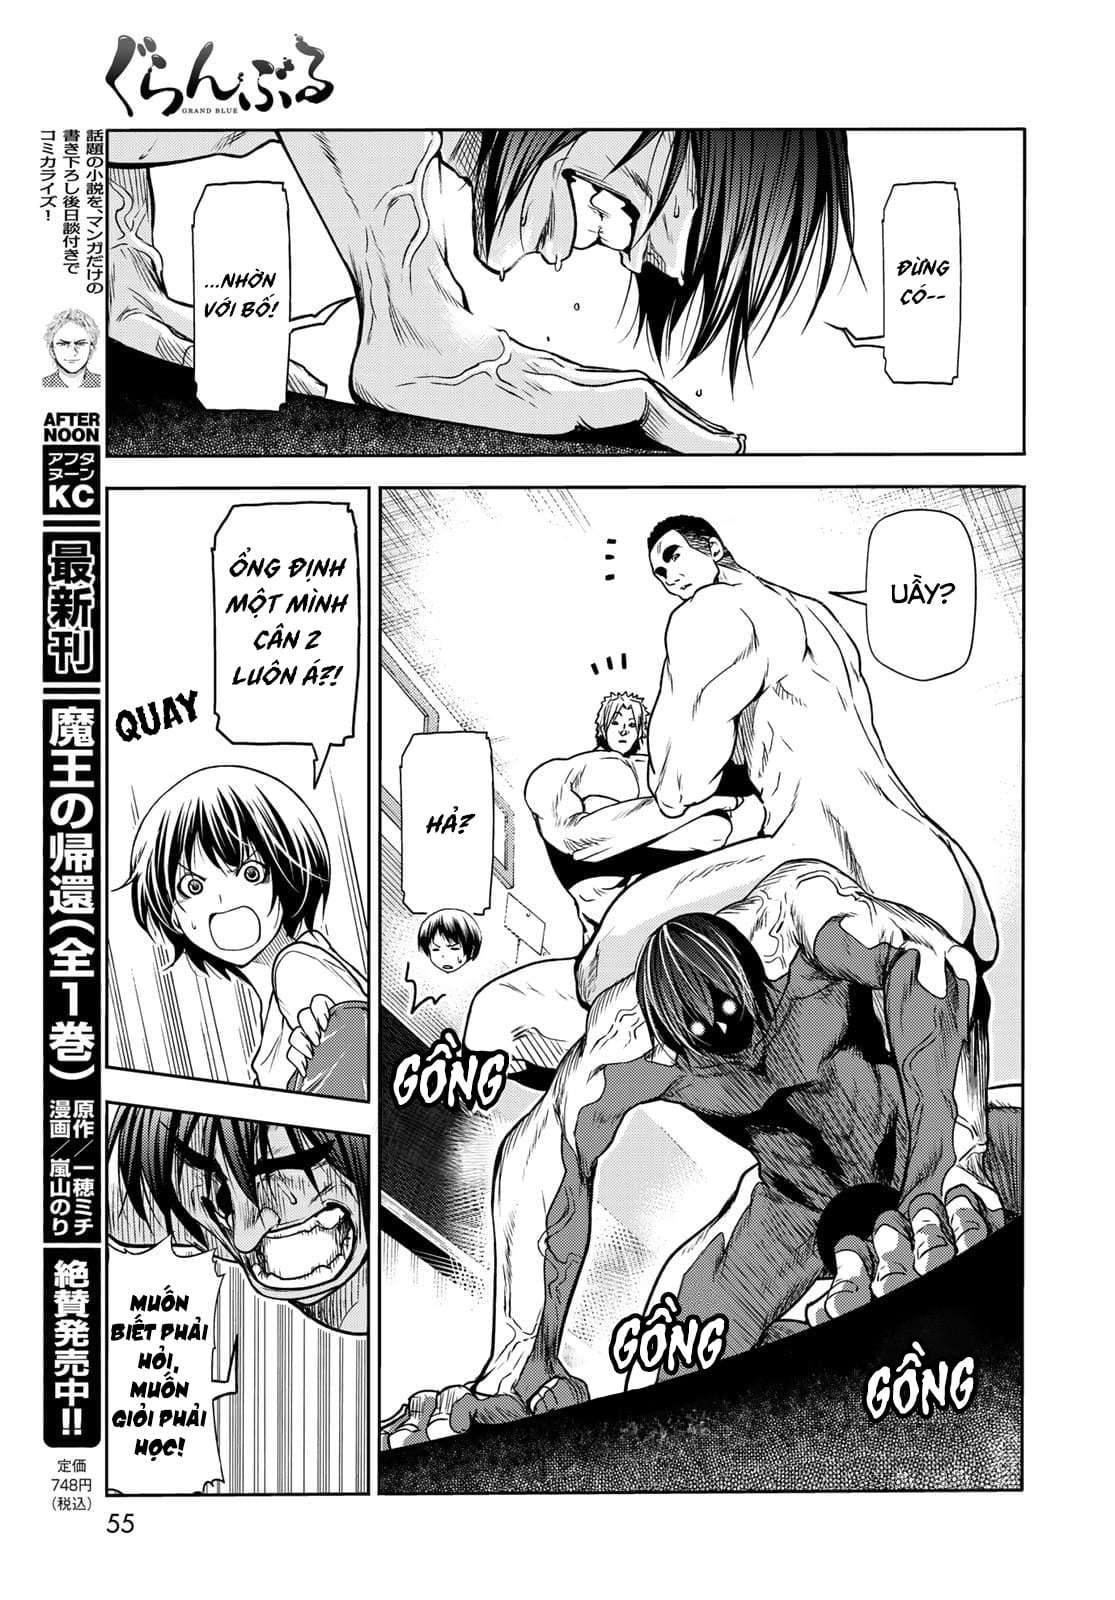 ぐらんぶる
GRAND BLUE
話題の小説を、マンガだけの
書き下ろし後日談付きで
コミカライズ！
AFTER
NOON
アフタ
ヌーン
KC
最新刊
魔王の帰還（全1巻）
原作／一穂ミチ
漫画／嵐山のり
絶賛発売中!!
定価
748円
（税込）
55
ĐỪNG
CÓ--
...NHỜN
VỚI BỐ!
UẦY?
HẢ?
GỒNG
GỒNG
GỒNG
ỔNG ĐỊNH
MỘT MÌNH
CÂN 2
LUÔN Á?!
QUAY
MUỐN
BIẾT PHẢI
HỎI,
MUỐN
GIỎI PHẢI
HỌC!